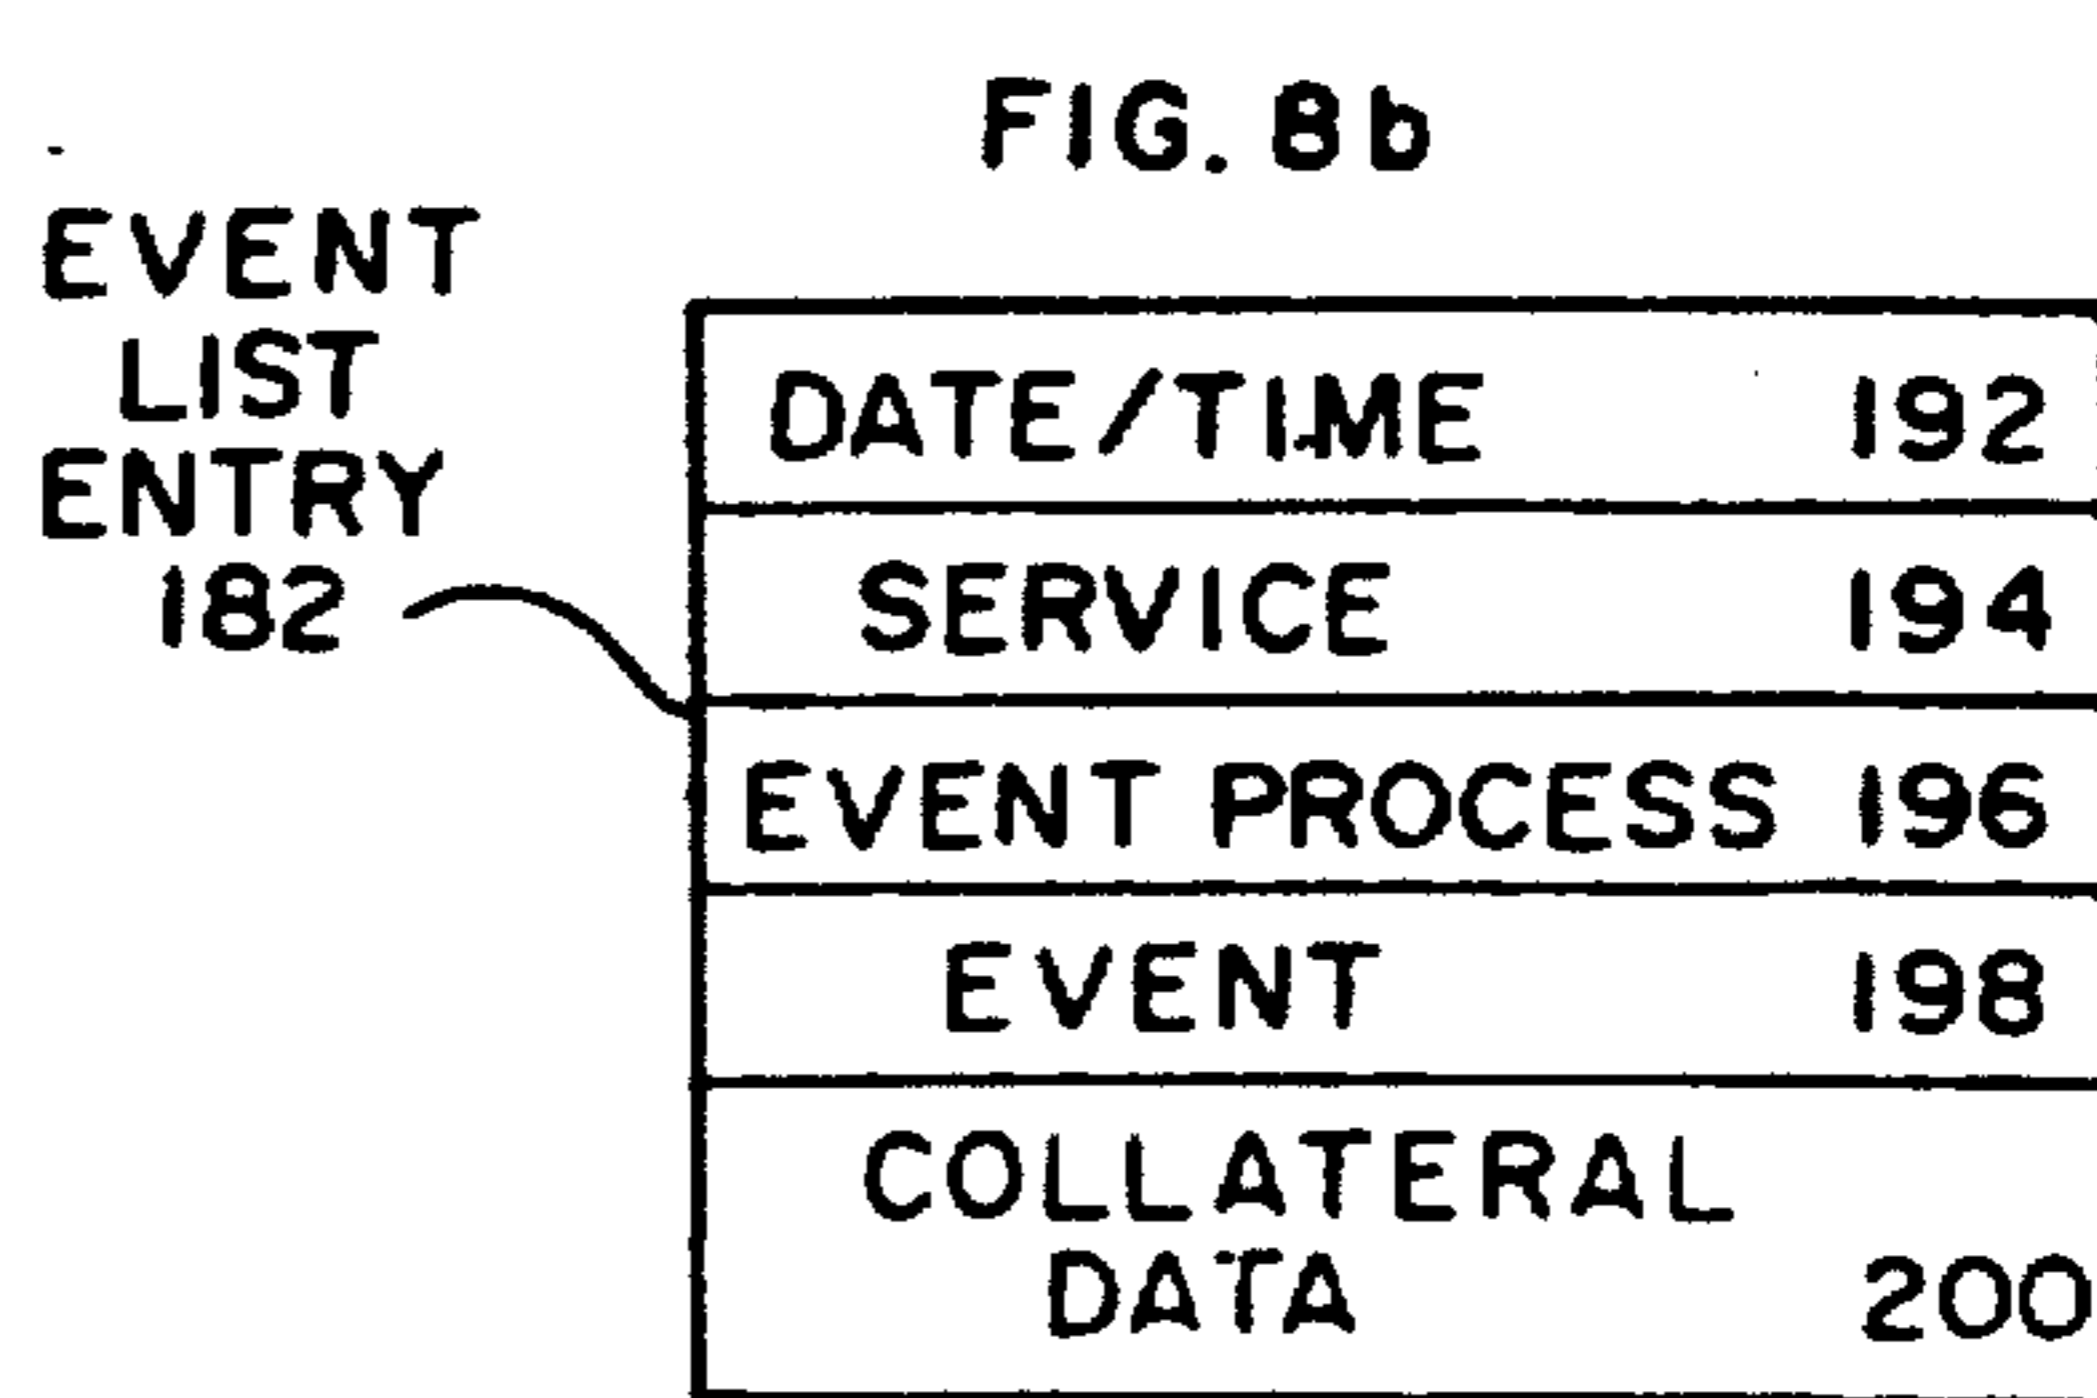 FIG. 8b
EVENT
LIST
ENTRY
182
DATE/TIME 192
SERVICE 194
EVENT PROCESS 196
EVENT 198
COLLATERAL
DATA 200